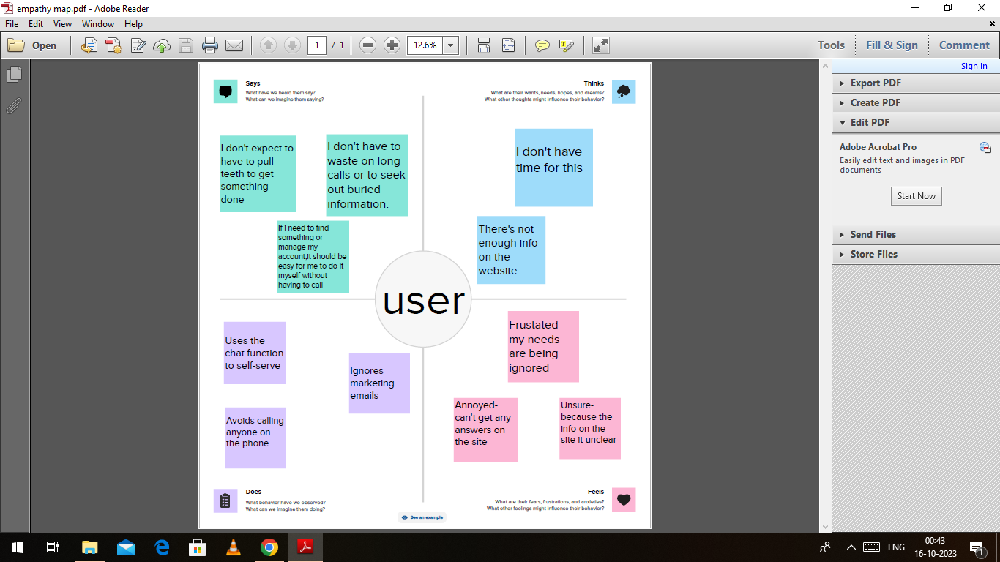 empathy map.pdf - Adobe Reader
File Edit View Window Help
Open
1 / 1
12.6%
Tools
Fill & Sign
Comment
Sign In
Export PDF
Create PDF
Edit PDF
Adobe Acrobat Pro
Easily edit text and images in PDF
documents
Start Now
Send Files
Store Files
Says
What have we heard them say?
What can we imagine them saying?
Thinks
What are their wants, needs, hopes, and dreams?
What other thoughts might influence their behavior?
I don't expect to
have to pull
teeth to get
something
done
I don't have to
waste on long
calls or to seek
out buried
information.
If i need to find
something or
manage my
account,it should be
easy for me to do it
myself without
having to call
I don't have
time for this
There's not
enough info
on the
website
user
Uses the
chat function
to self-serve
Ignores
marketing
emails
Avoids calling
anyone on
the phone
Frustated-
my needs
are being
ignored
Annoyed-
can't get any
answers on
the site
Unsure-
because the
info on the
site it unclear
Does
What behavior have we observed?
What can we imagine them doing?
Feels
What are their fears, frustrations, and anxieties?
What other feelings might influence their behavior?
See an example
ENG
00:43
16-10-2023
1